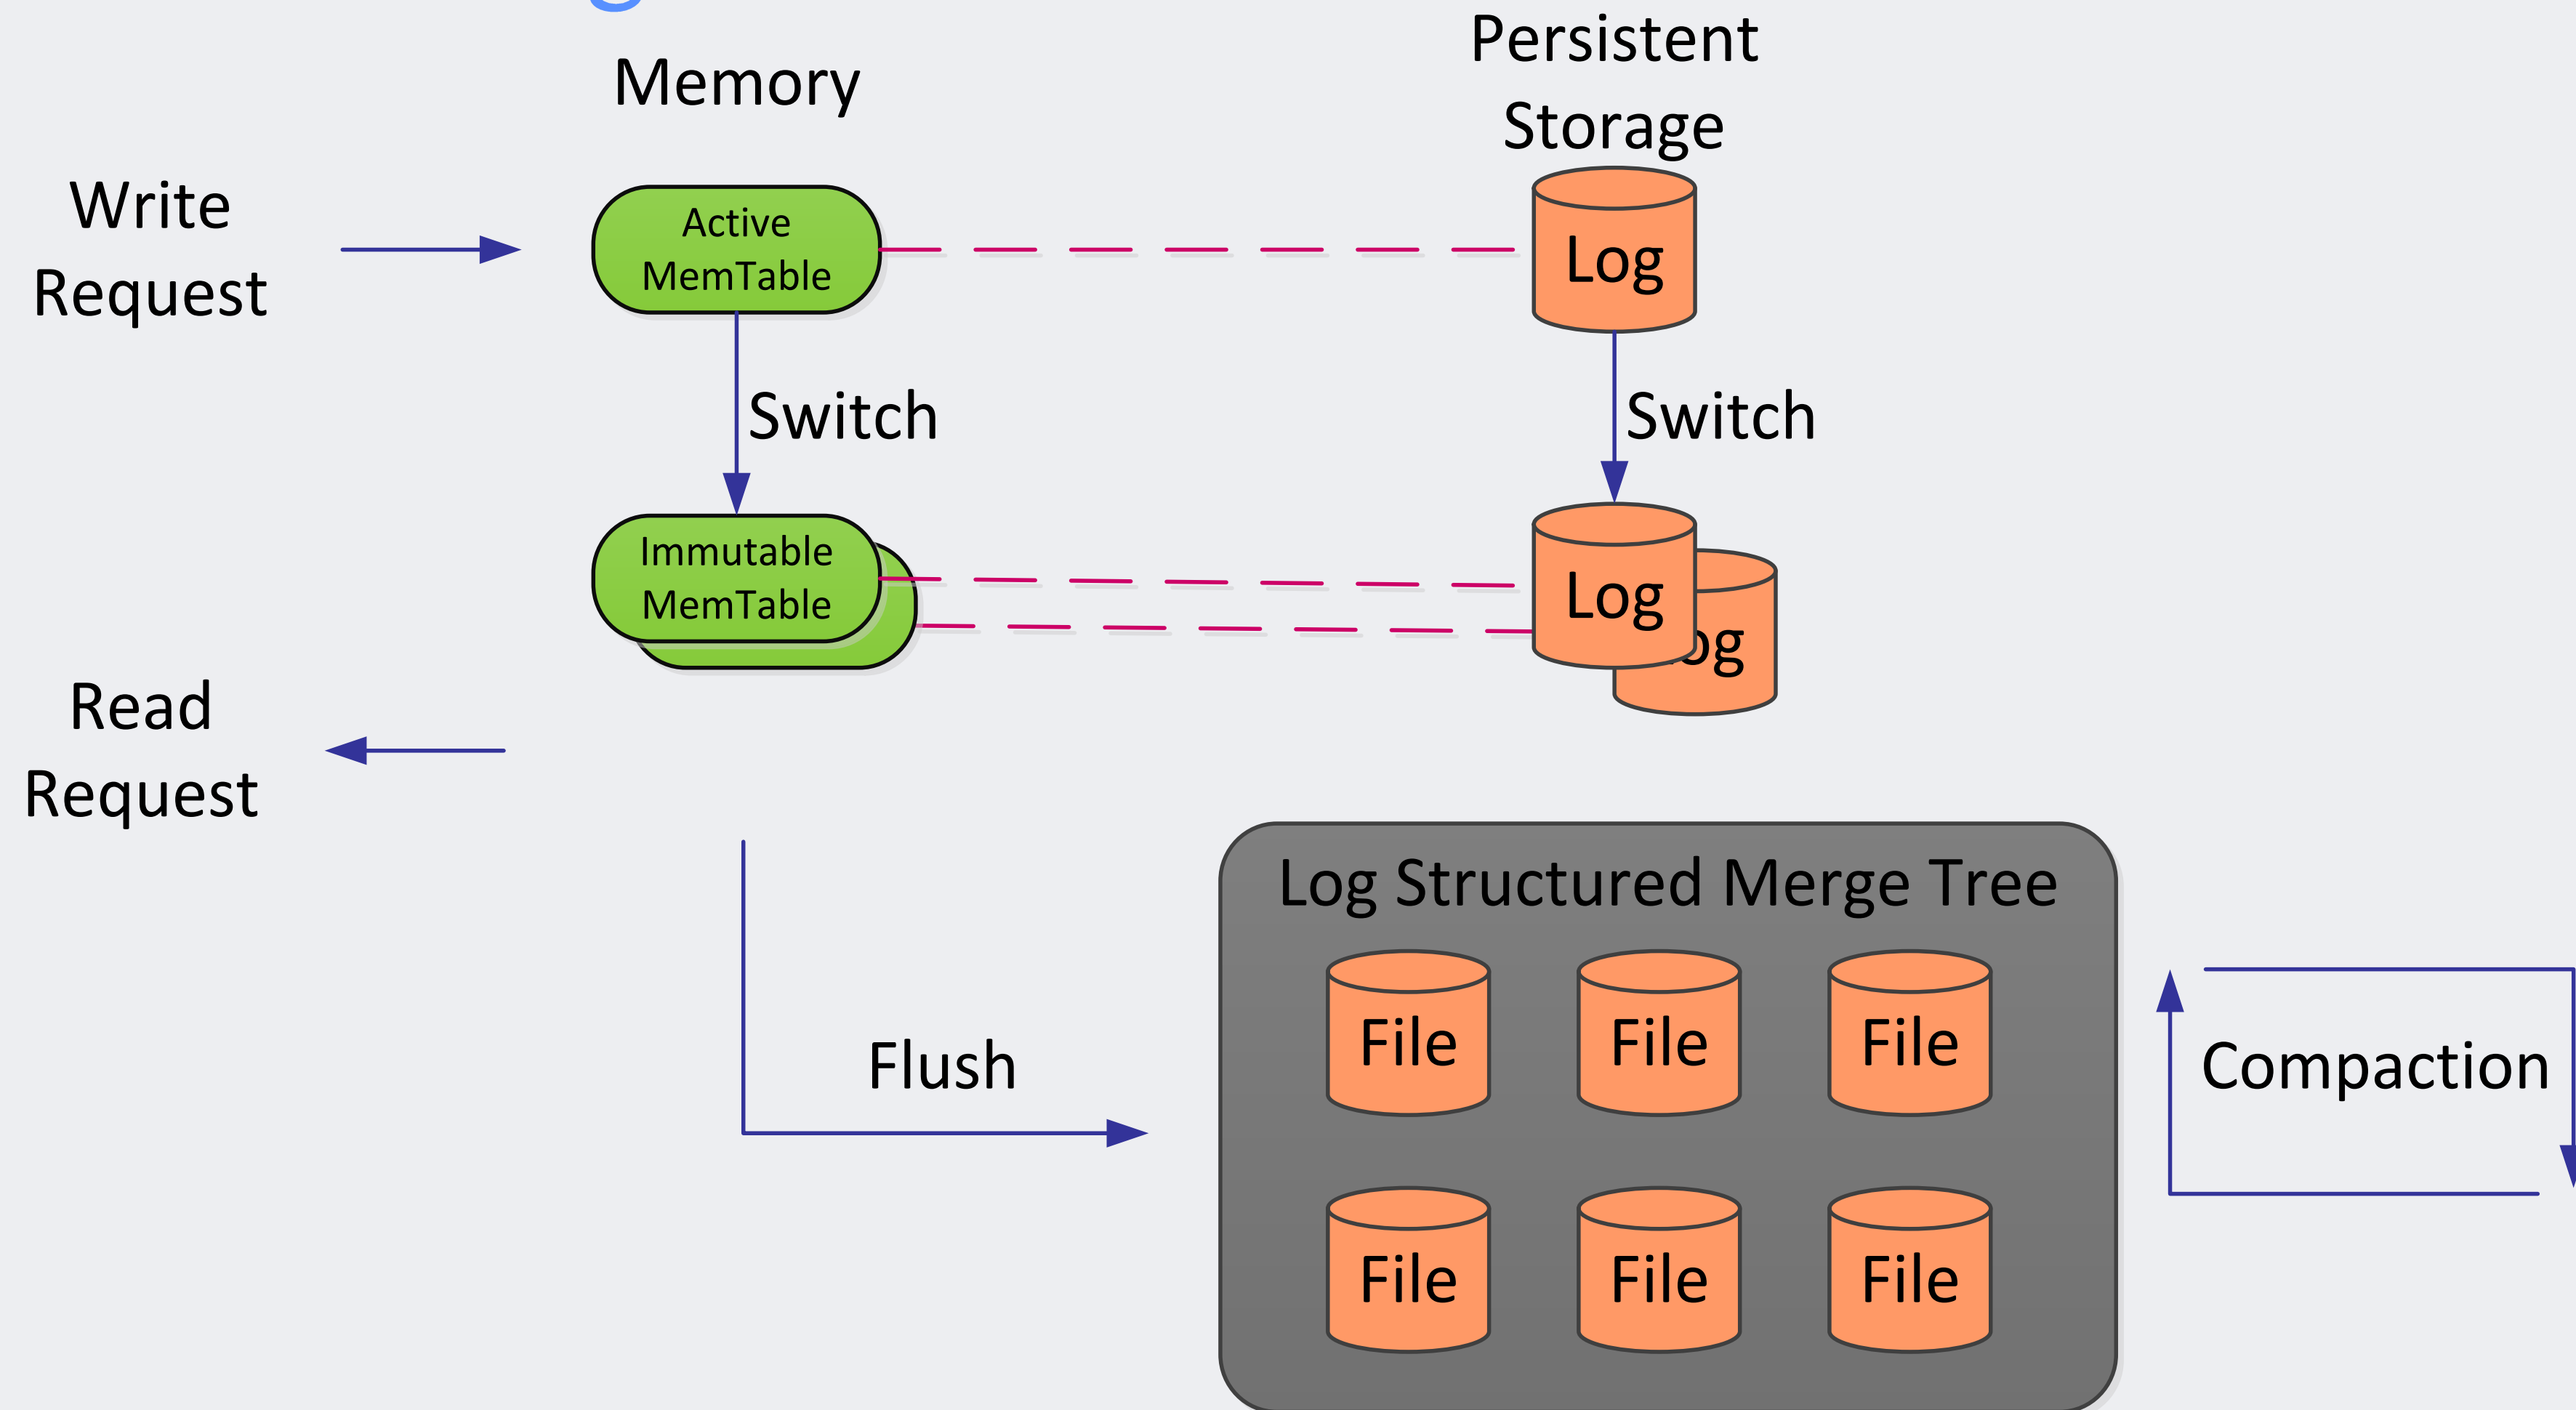 Memory
Persistent
Storage
Write
Request
Active
MemTable
Log
Switch
Switch
Immutable
MemTable
Log
Read
Request
Log Structured Merge Tree
File
File
File
Flush
Compaction
File
File
File